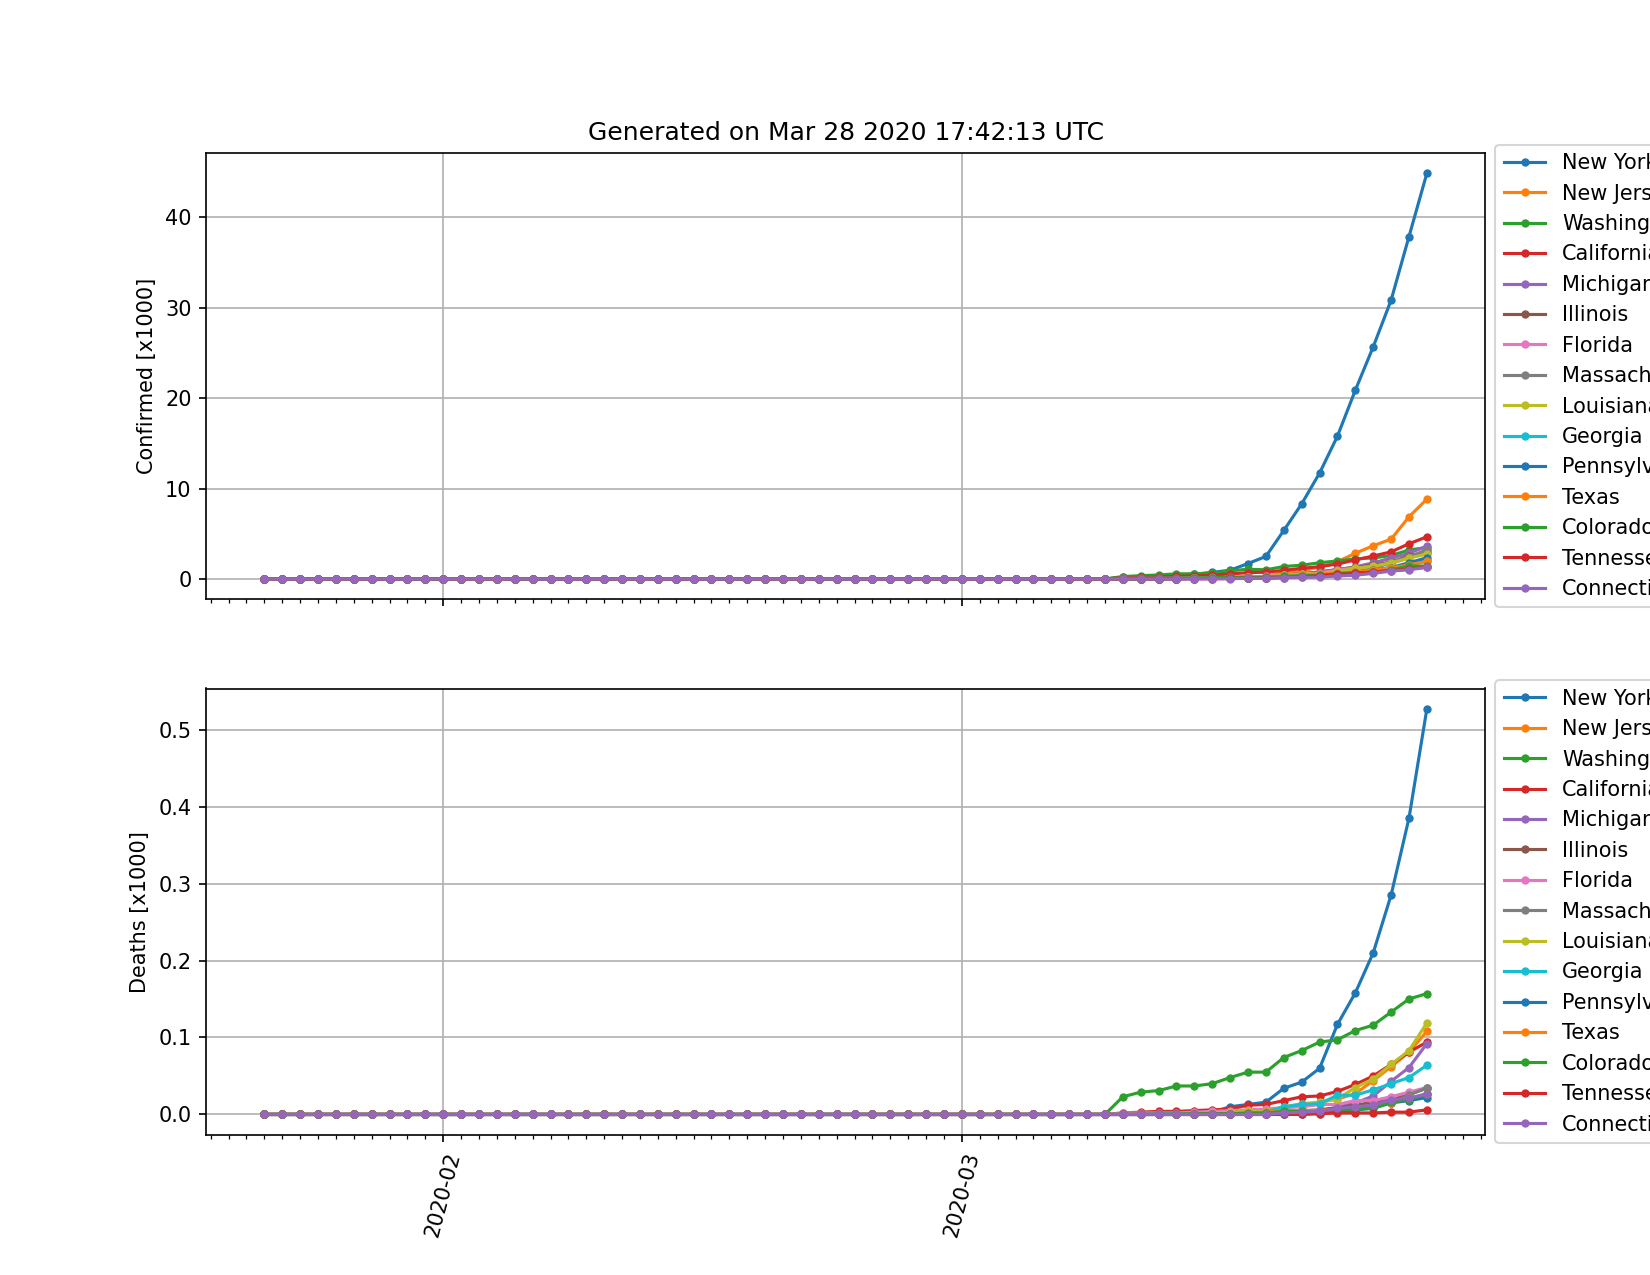 Generated on Mar 28 2020 17:42:13 UTC
Confirmed [x1000]
40
30
20
10
0
New York
New Jers
Washing
California
Michigan
Illinois
Florida
Massach
Louisiana
Georgia
Pennsylv
Texas
Colorado
Tennesse
Connecti
Deaths [x1000]
0.5
0.4
0.3
0.2
0.1
0.0
New York
New Jers
Washing
California
Michigan
Illinois
Florida
Massach
Louisiana
Georgia
Pennsylv
Texas
Colorado
Tennesse
Connecti
2020-02
2020-03